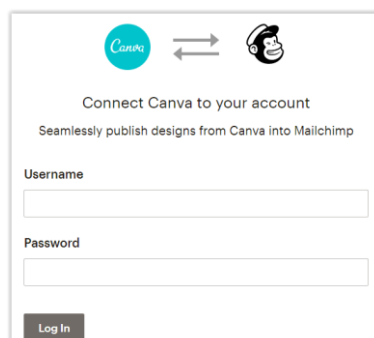 Canva
Connect Canva to your account
Seamlessly publish designs from Canva into Mailchimp
Username
Password
Log In